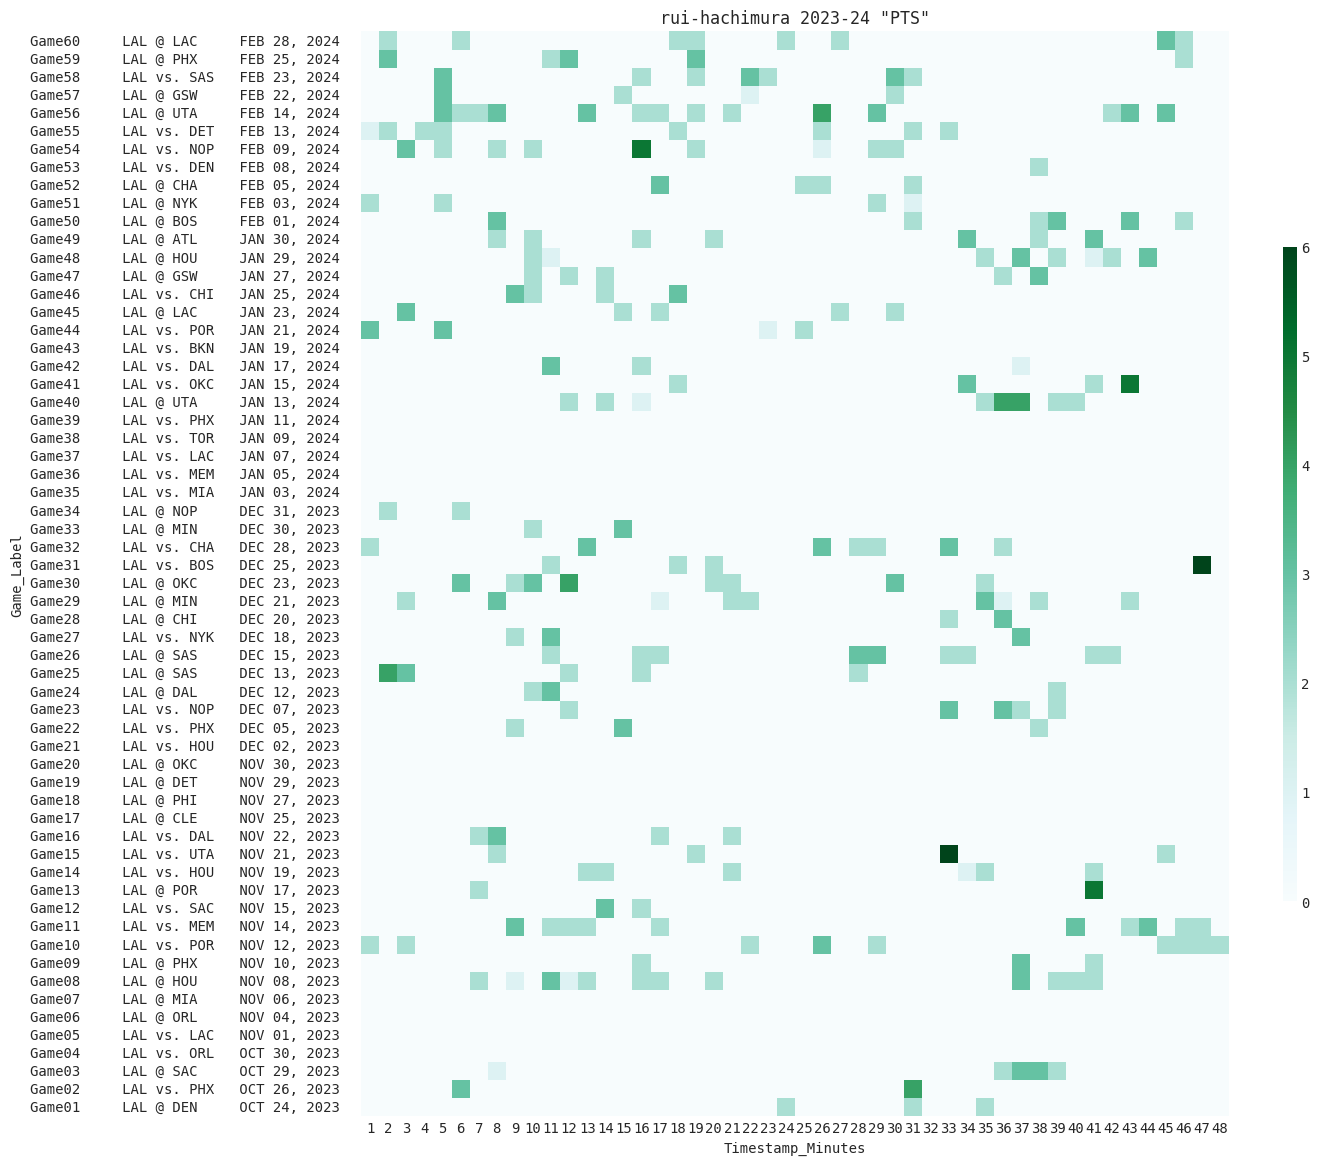 rui-hachimura 2023-24 "PTS"
Game60 LAL @ LAC FEB 28, 2024
Game59 LAL @ PHX FEB 25, 2024
Game58 LAL vs. SAS FEB 23, 2024
Game57 LAL @ GSW FEB 22, 2024
Game56 LAL @ UTA FEB 14, 2024
Game55 LAL vs. DET FEB 13, 2024
Game54 LAL vs. NOP FEB 09, 2024
Game53 LAL vs. DEN FEB 08, 2024
Game52 LAL @ CHA FEB 05, 2024
Game51 LAL @ NYK FEB 03, 2024
Game50 LAL @ BOS FEB 01, 2024
Game49 LAL @ ATL JAN 30, 2024
Game48 LAL @ HOU JAN 29, 2024
Game47 LAL @ GSW JAN 27, 2024
Game46 LAL vs. CHI JAN 25, 2024
Game45 LAL @ LAC JAN 23, 2024
Game44 LAL vs. POR JAN 21, 2024
Game43 LAL vs. BKN JAN 19, 2024
Game42 LAL vs. DAL JAN 17, 2024
Game41 LAL vs. OKC JAN 15, 2024
Game40 LAL @ UTA JAN 13, 2024
Game39 LAL vs. PHX JAN 11, 2024
Game38 LAL vs. TOR JAN 09, 2024
Game37 LAL vs. LAC JAN 07, 2024
Game36 LAL vs. MEM JAN 05, 2024
Game35 LAL vs. MIA JAN 03, 2024
Game34 LAL @ NOP DEC 31, 2023
Game33 LAL @ MIN DEC 30, 2023
Game32 LAL vs. CHA DEC 28, 2023
Game31 LAL vs. BOS DEC 25, 2023
Game30 LAL @ OKC DEC 23, 2023
Game29 LAL @ MIN DEC 21, 2023
Game28 LAL @ CHI DEC 20, 2023
Game27 LAL vs. NYK DEC 18, 2023
Game26 LAL @ SAS DEC 15, 2023
Game25 LAL @ SAS DEC 13, 2023
Game24 LAL @ DAL DEC 12, 2023
Game23 LAL vs. NOP DEC 07, 2023
Game22 LAL vs. PHX DEC 05, 2023
Game21 LAL vs. HOU DEC 02, 2023
Game20 LAL @ OKC NOV 30, 2023
Game19 LAL @ DET NOV 29, 2023
Game18 LAL @ PHI NOV 27, 2023
Game17 LAL @ CLE NOV 25, 2023
Game16 LAL vs. DAL NOV 22, 2023
Game15 LAL vs. UTA NOV 21, 2023
Game14 LAL vs. HOU NOV 19, 2023
Game13 LAL @ POR NOV 17, 2023
Game12 LAL vs. SAC NOV 15, 2023
Game11 LAL vs. MEM NOV 14, 2023
Game10 LAL vs. POR NOV 12, 2023
Game09 LAL @ PHX NOV 10, 2023
Game08 LAL @ HOU NOV 08, 2023
Game07 LAL @ MIA NOV 06, 2023
Game06 LAL @ ORL NOV 04, 2023
Game05 LAL vs. LAC NOV 01, 2023
Game04 LAL vs. ORL OCT 30, 2023
Game03 LAL @ SAC OCT 29, 2023
Game02 LAL vs. PHX OCT 26, 2023
Game01 LAL @ DEN OCT 24, 2023
Game_Label
1 2 3 4 5 6 7 8 9 10 11 12 13 14 15 16 17 18 19 20 21 22 23 24 25 26 27 28 29 30 31 32 33 34 35 36 37 38 39 40 41 42 43 44 45 46 47 48
Timestamp_Minutes
6
5
4
3
2
1
0